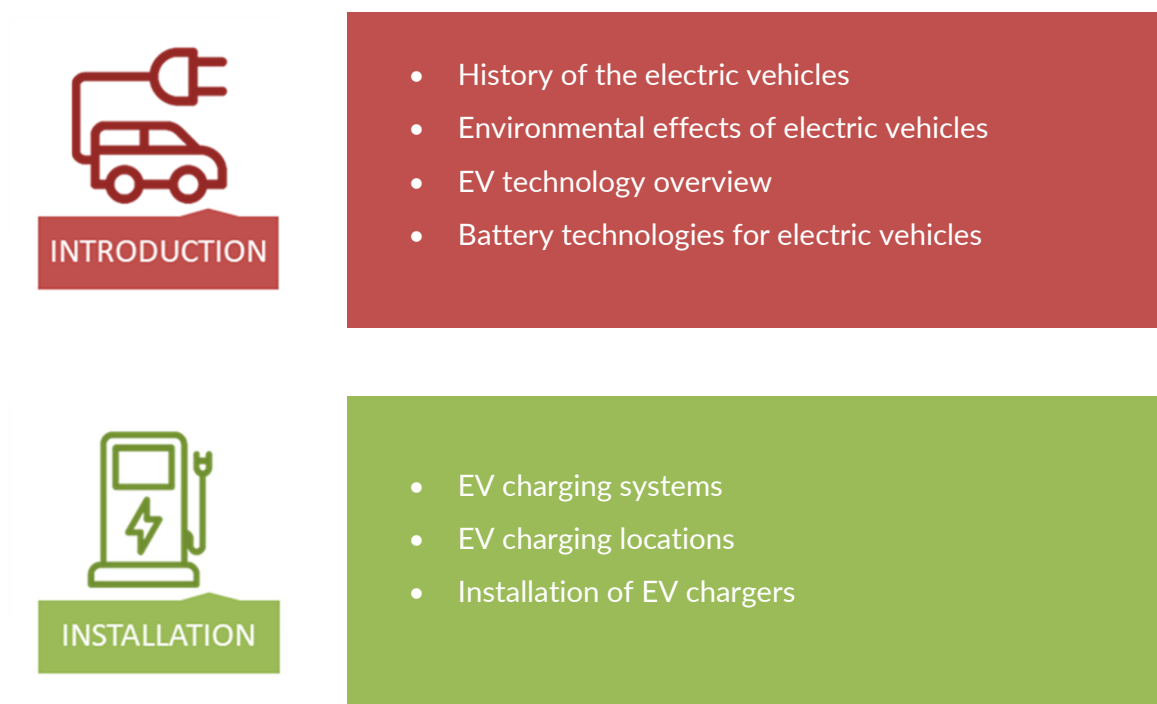 INTRODUCTION
• History of the electric vehicles
• Environmental effects of electric vehicles
• EV technology overview
• Battery technologies for electric vehicles
INSTALLATION
• EV charging systems
• EV charging locations
• Installation of EV chargers